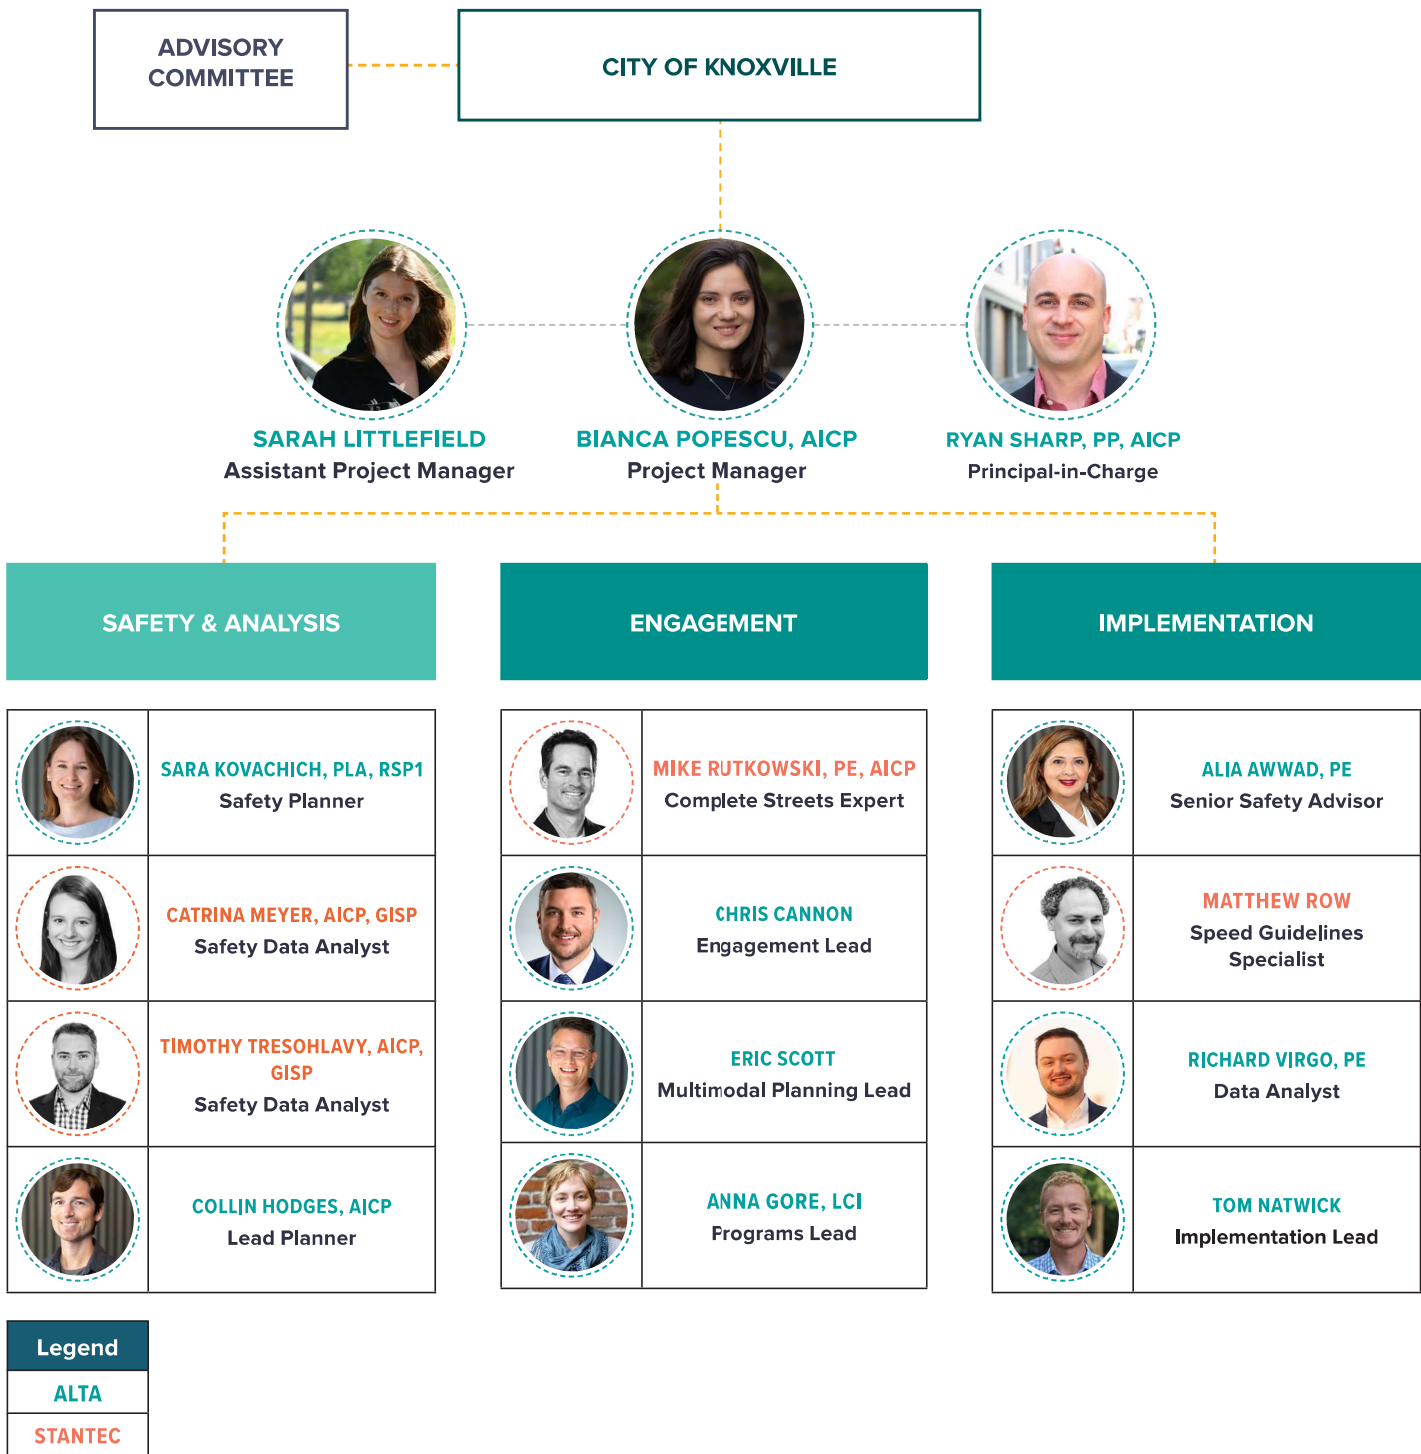 ADVISORY
COMMITTEE
CITY OF KNOXVILLE
SARAH LITTLEFIELD
Assistant Project Manager
BIANCA POPESCU, AICP
Project Manager
RYAN SHARP, PP, AICP
Principal-in-Charge
SAFETY & ANALYSIS
SARA KOVACHICH, PLA, RSP1
Safety Planner
CATRINA MEYER, AICP, GISP
Safety Data Analyst
TIMOTHY TRESOHLAVY, AICP,
GISP
Safety Data Analyst
COLLIN HODGES, AICP
Lead Planner
ENGAGEMENT
MIKE RUTKOWSKI, PE, AICP
Complete Streets Expert
CHRIS CANNON
Engagement Lead
ERIC SCOTT
Multimodal Planning Lead
ANNA GORE, LCI
Programs Lead
IMPLEMENTATION
ALIA AWWAD, PE
Senior Safety Advisor
MATTHEW ROW
Speed Guidelines
Specialist
RICHARD VIRGO, PE
Data Analyst
TOM NATWICK
Implementation Lead
Legend
ALTA
STANTEC